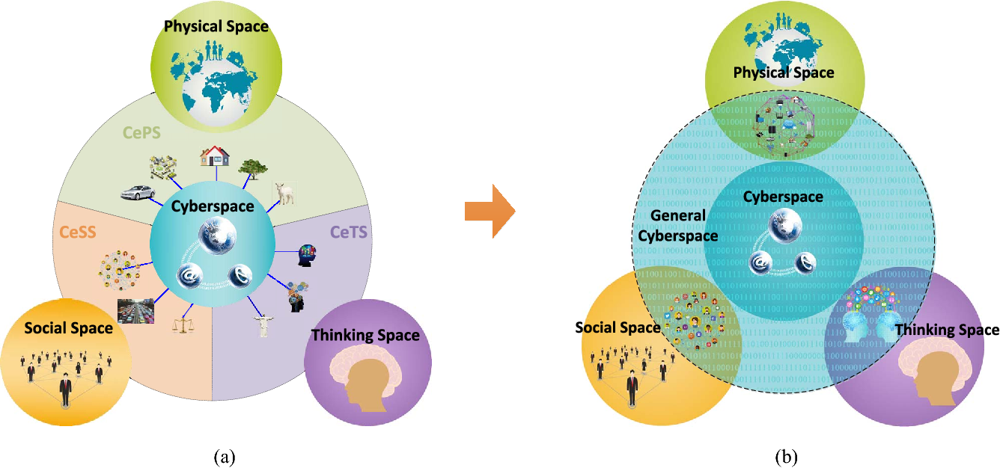 Physical Space
CePS
Cyberspace
CeSS
CeTS
Social Space
Thinking Space
(a)
Physical Space
Cyberspace
General
Cyberspace
Social Space
Thinking Space
(b)